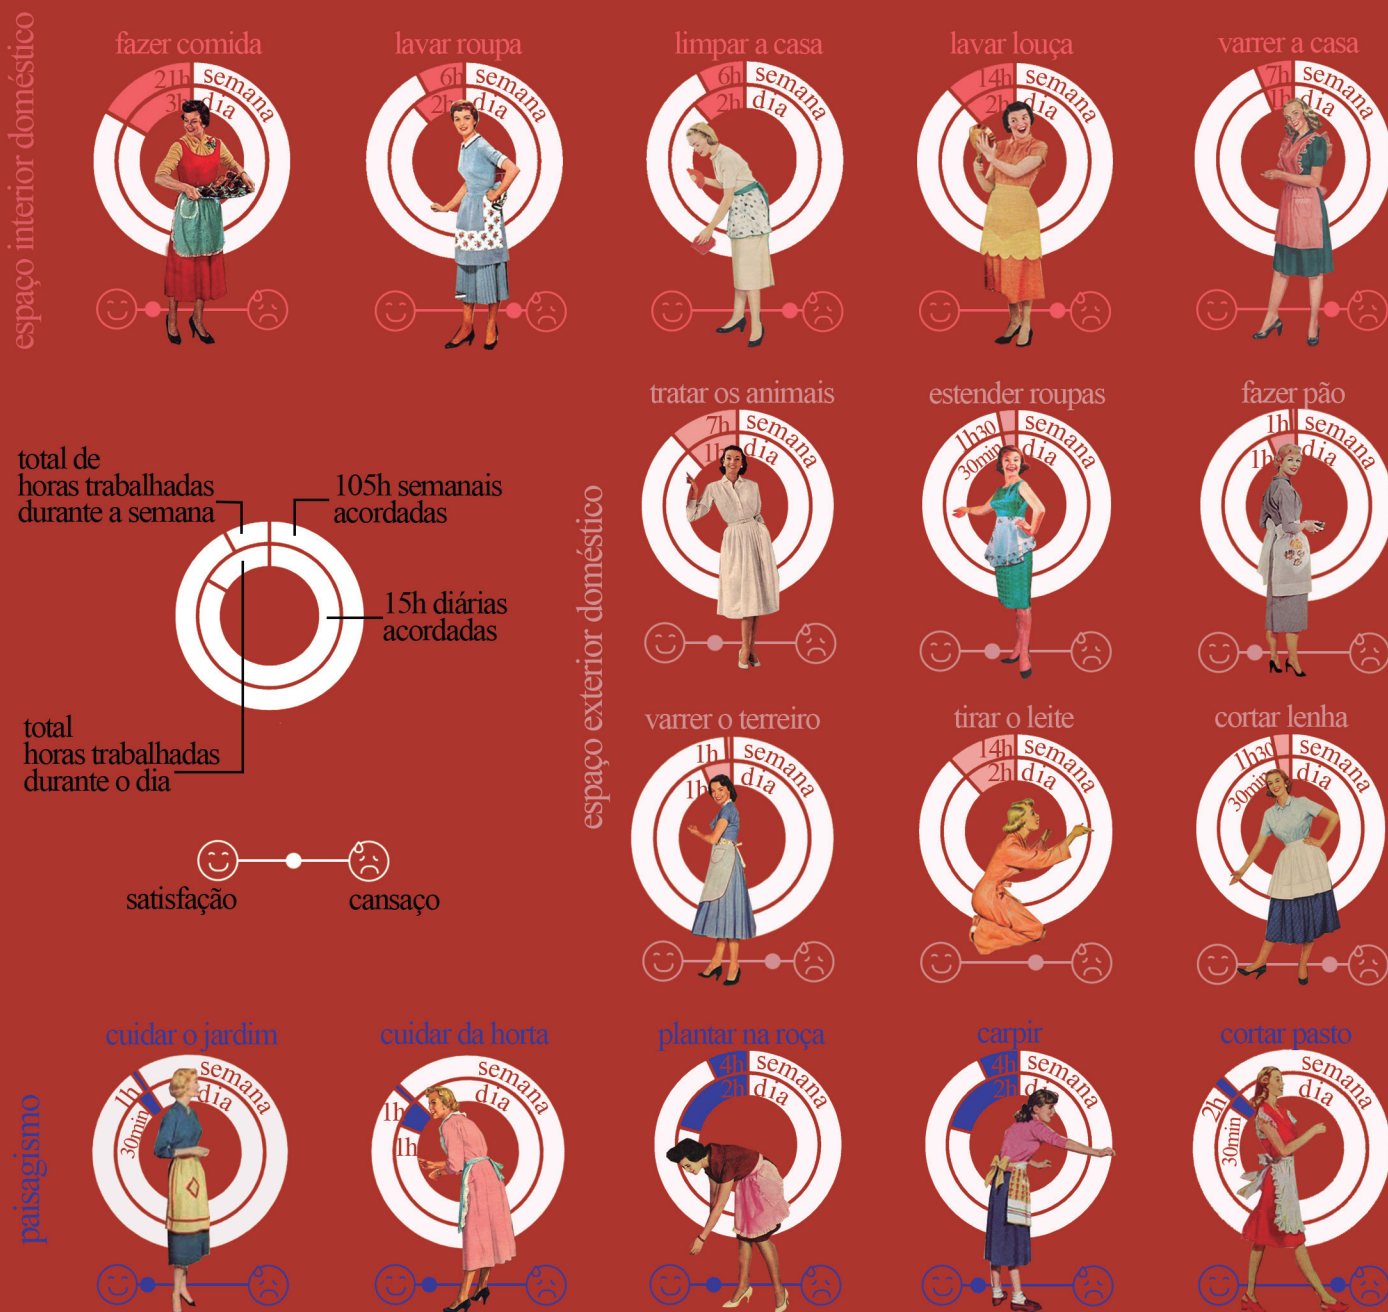 espaço interior doméstico
fazer comida
21h semana
3h dia
lavar roupa
6h semana
2h dia
limpar a casa
6h semana
2h dia
lavar louça
14h semana
2h dia
varrer a casa
7h semana
1h dia
total de
horas trabalhadas
durante a semana
105h semanais
acordadas
15h diárias
acordadas
total
horas trabalhadas
durante o dia
satisfação
cansaço
espaço exterior doméstico
tratar os animais
7h semana
1h dia
estender roupas
1h30 semana
30min dia
fazer pão
1h semana
1h dia
varrer o terreiro
1h semana
1h dia
tirar o leite
14h semana
2h dia
cortar lenha
1h30 semana
30min dia
paisagismo
cuidar o jardim
1h semana
30min dia
cuidar da horta
1h semana
1h dia
plantar na roça
4h semana
2h dia
carpir
4h semana
2h dia
cortar pasto
2h semana
30min dia